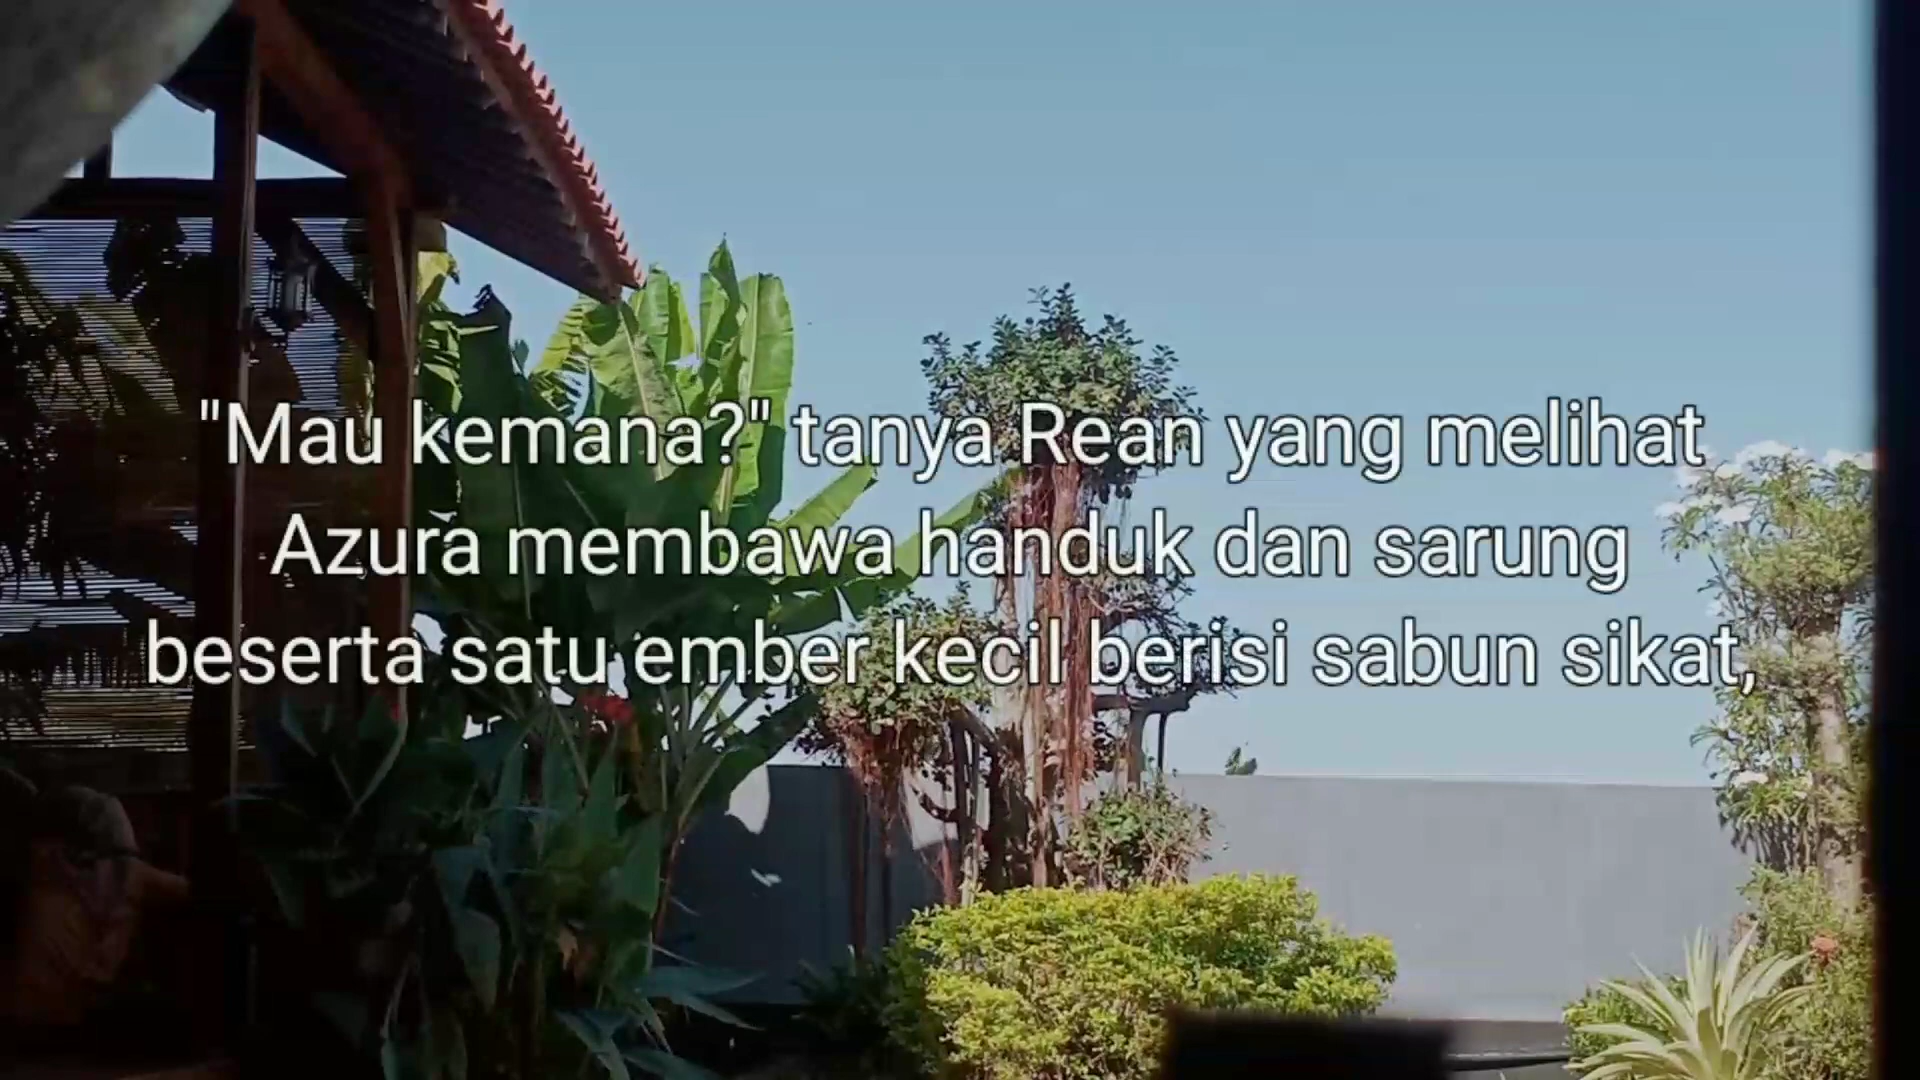 "Mau kemana?" tanya Rean yang melihat
Azura membawa handuk dan sarung
beserta satu ember kecil berisi sabun sikat,